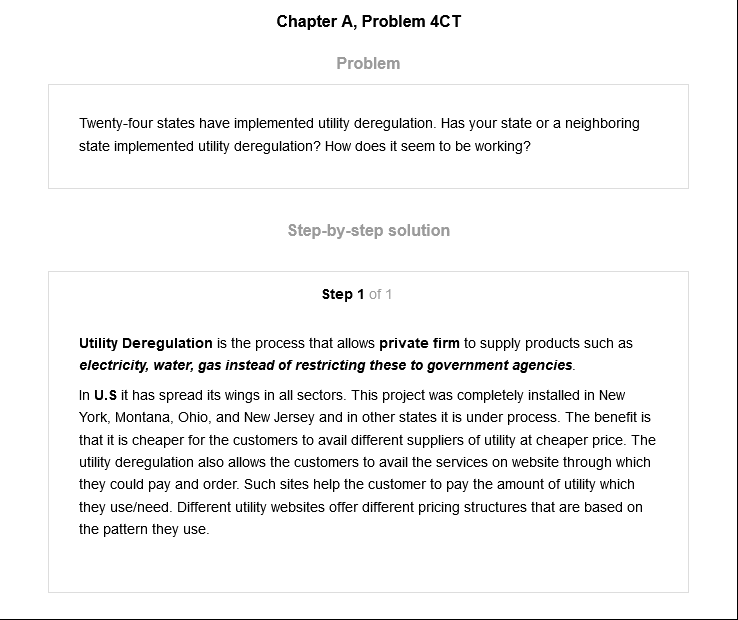 Chapter A, Problem 4CT
Problem
Twenty-four states have implemented utility deregulation. Has your state or a neighboring
state implemented utility deregulation? How does it seem to be working?
Step-by-step solution
Step 1 of 1
Utility Deregulation is the process that allows private firm to supply products such as
electricity, water, gas instead of restricting these to government agencies.
In U.S it has spread its wings in all sectors. This project was completely installed in New
York, Montana, Ohio, and New Jersey and in other states it is under process. The benefit is
that it is cheaper for the customers to avail different suppliers of utility at cheaper price. The
utility deregulation also allows the customers to avail the services on website through which
they could pay and order. Such sites help the customer to pay the amount of utility which
they use/need. Different utility websites offer different pricing structures that are based on
the pattern they use.